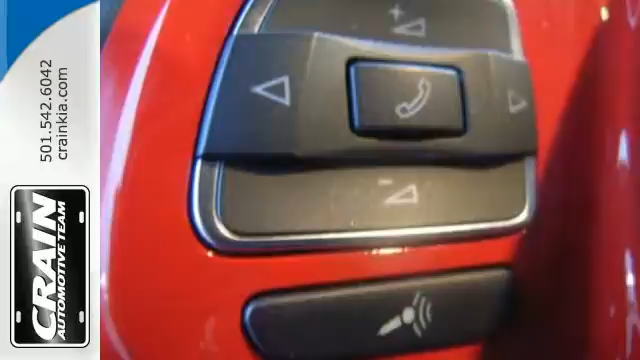 501.542.6042
crainkia.com
CRAIN
AUTOMOTIVE TEAM
+
-